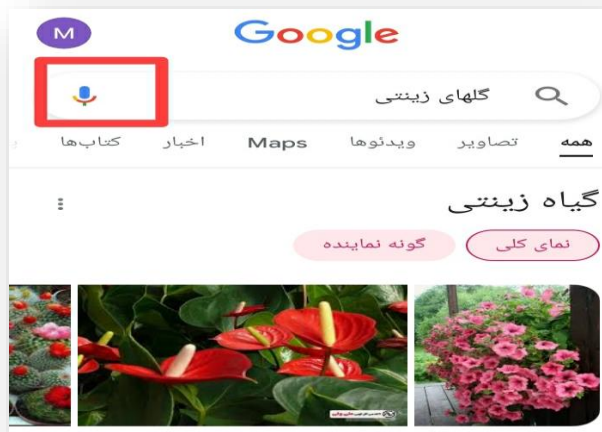 M
Google
گلهای زینتی
همه تصاویر ویدئوها Maps اخبار کتاب‌ها
گیاه زینتی
نمای کلی گونه نماینده